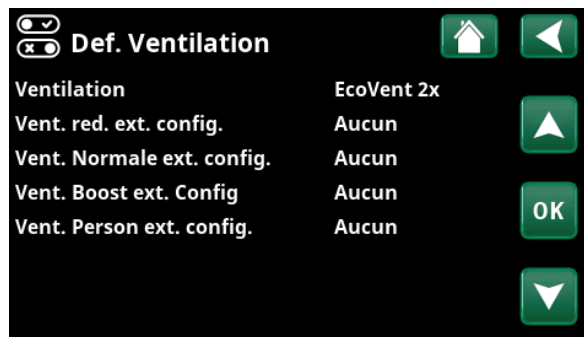 Def. Ventilation
Ventilation EcoVent 2x
Vent. red. ext. config. Aucun
Vent. Normale ext. config. Aucun
Vent. Boost ext. Config Aucun
Vent. Person ext. config. Aucun
OK